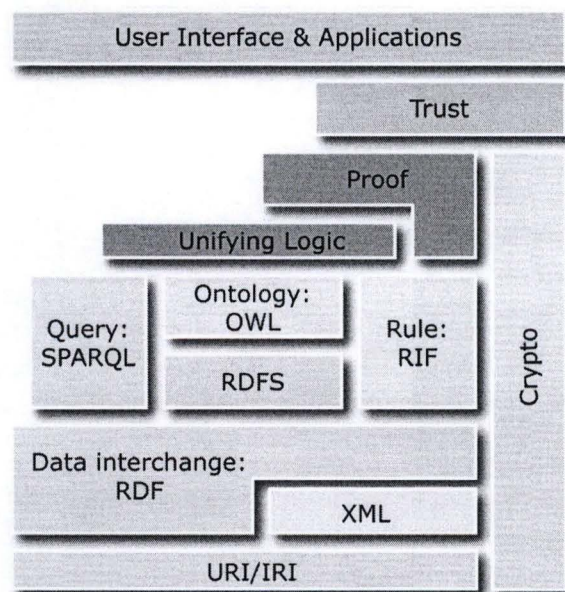 User Interface & Applications
Trust
Proof
Unifying Logic
Query:
SPARQL
Ontology:
OWL
RDFS
Rule:
RIF
Crypto
Data interchange:
RDF
XML
URI/IRI